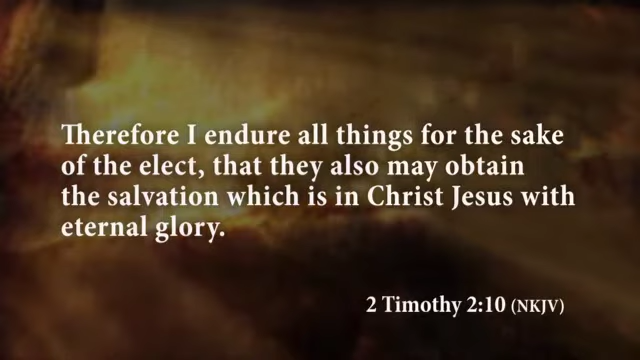 Therefore I endure all things for the sake
of the elect, that they also may obtain
the salvation which is in Christ Jesus with
eternal glory.
2 Timothy 2:10 (NKJV)